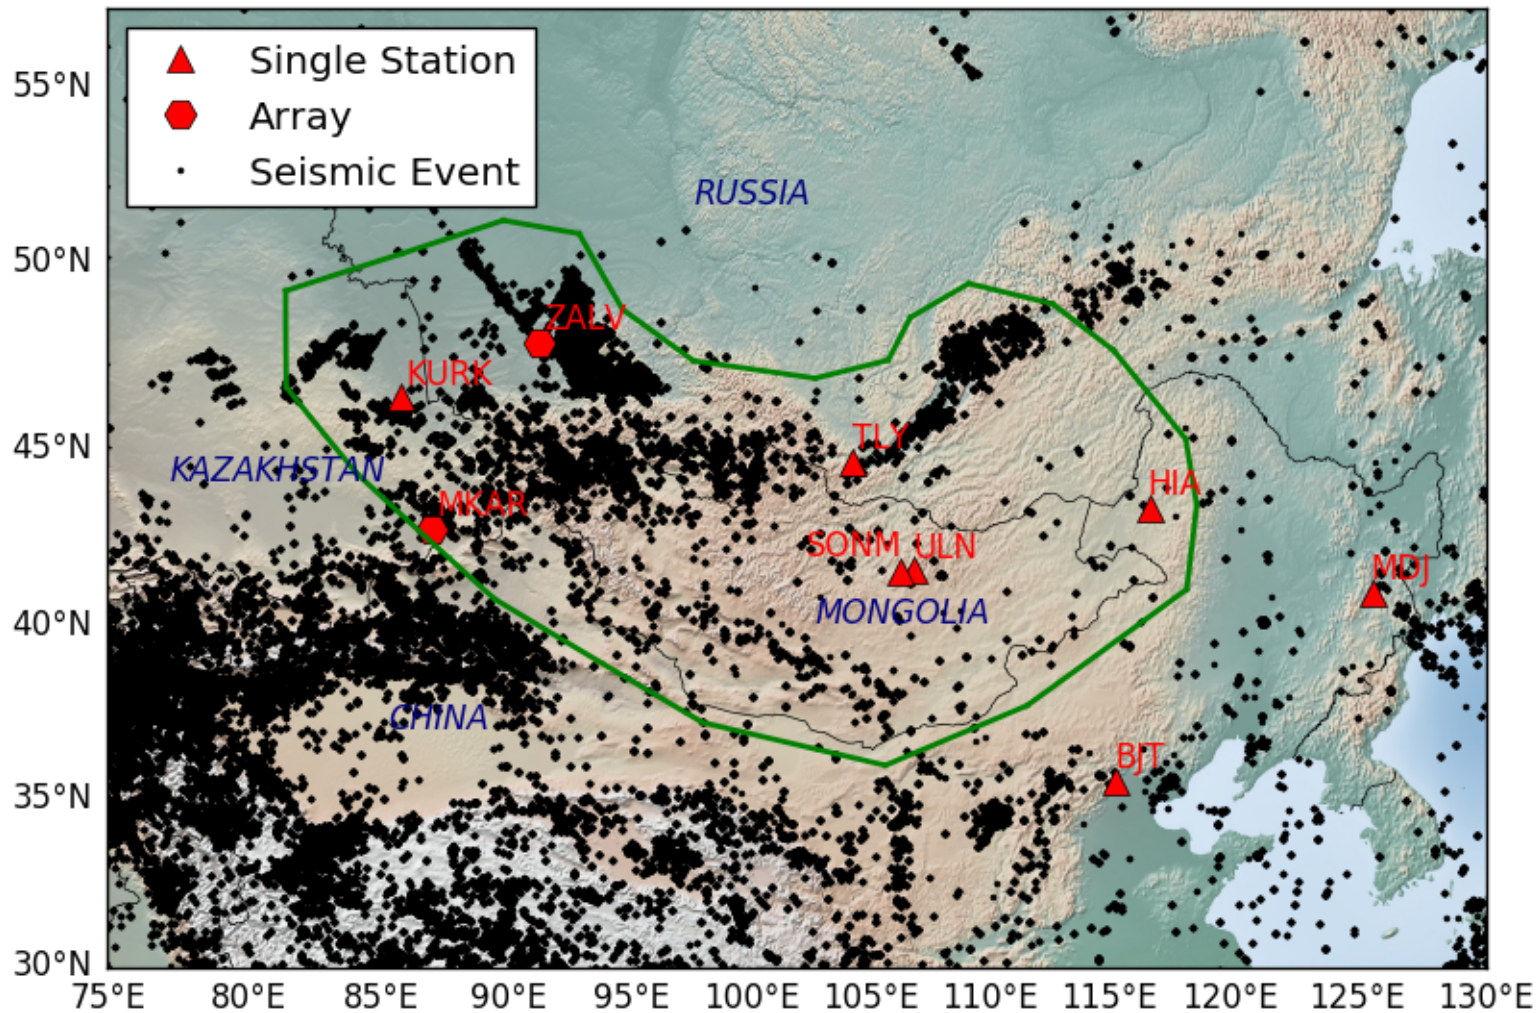 Single Station
Array
Seismic Event
55°N
50°N
45°N
40°N
35°N
30°N
RUSSIA
ZALV
KURK
TLY
KAZAKHSTAN
MKAR
HIA
SONM ULN
MDJ
MONGOLIA
CHINA
BJT
75°E 80°E 85°E 90°E 95°E 100°E 105°E 110°E 115°E 120°E 125°E 130°E